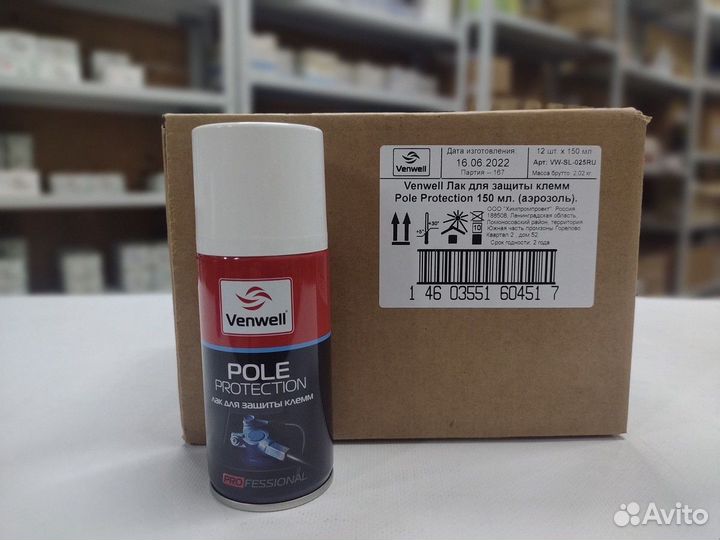 Venwell
POLE
PROTECTION
ЛАК ДЛЯ ЗАЩИТЫ КЛЕММ
PROFESSIONAL
Venwell
Дата изготовления
16.06.2022
Партия – 167
12 шт. x 150 мл
Арт: VW-SL-025RU
Масса брутто: 2,02 кг.
Venwell Лак для защиты клемм
Pole Protection 150 мл. (аэрозоль).
+5°
+30°
10
ООО "Химпромпроект". Россия
188508, Ленинградская область,
Ломоносовский район, территория
Южная часть промзоны Горелово
Квартал 2 , дом 52.
Срок годности: 2 года
1 46 03551 60451 7
Avito